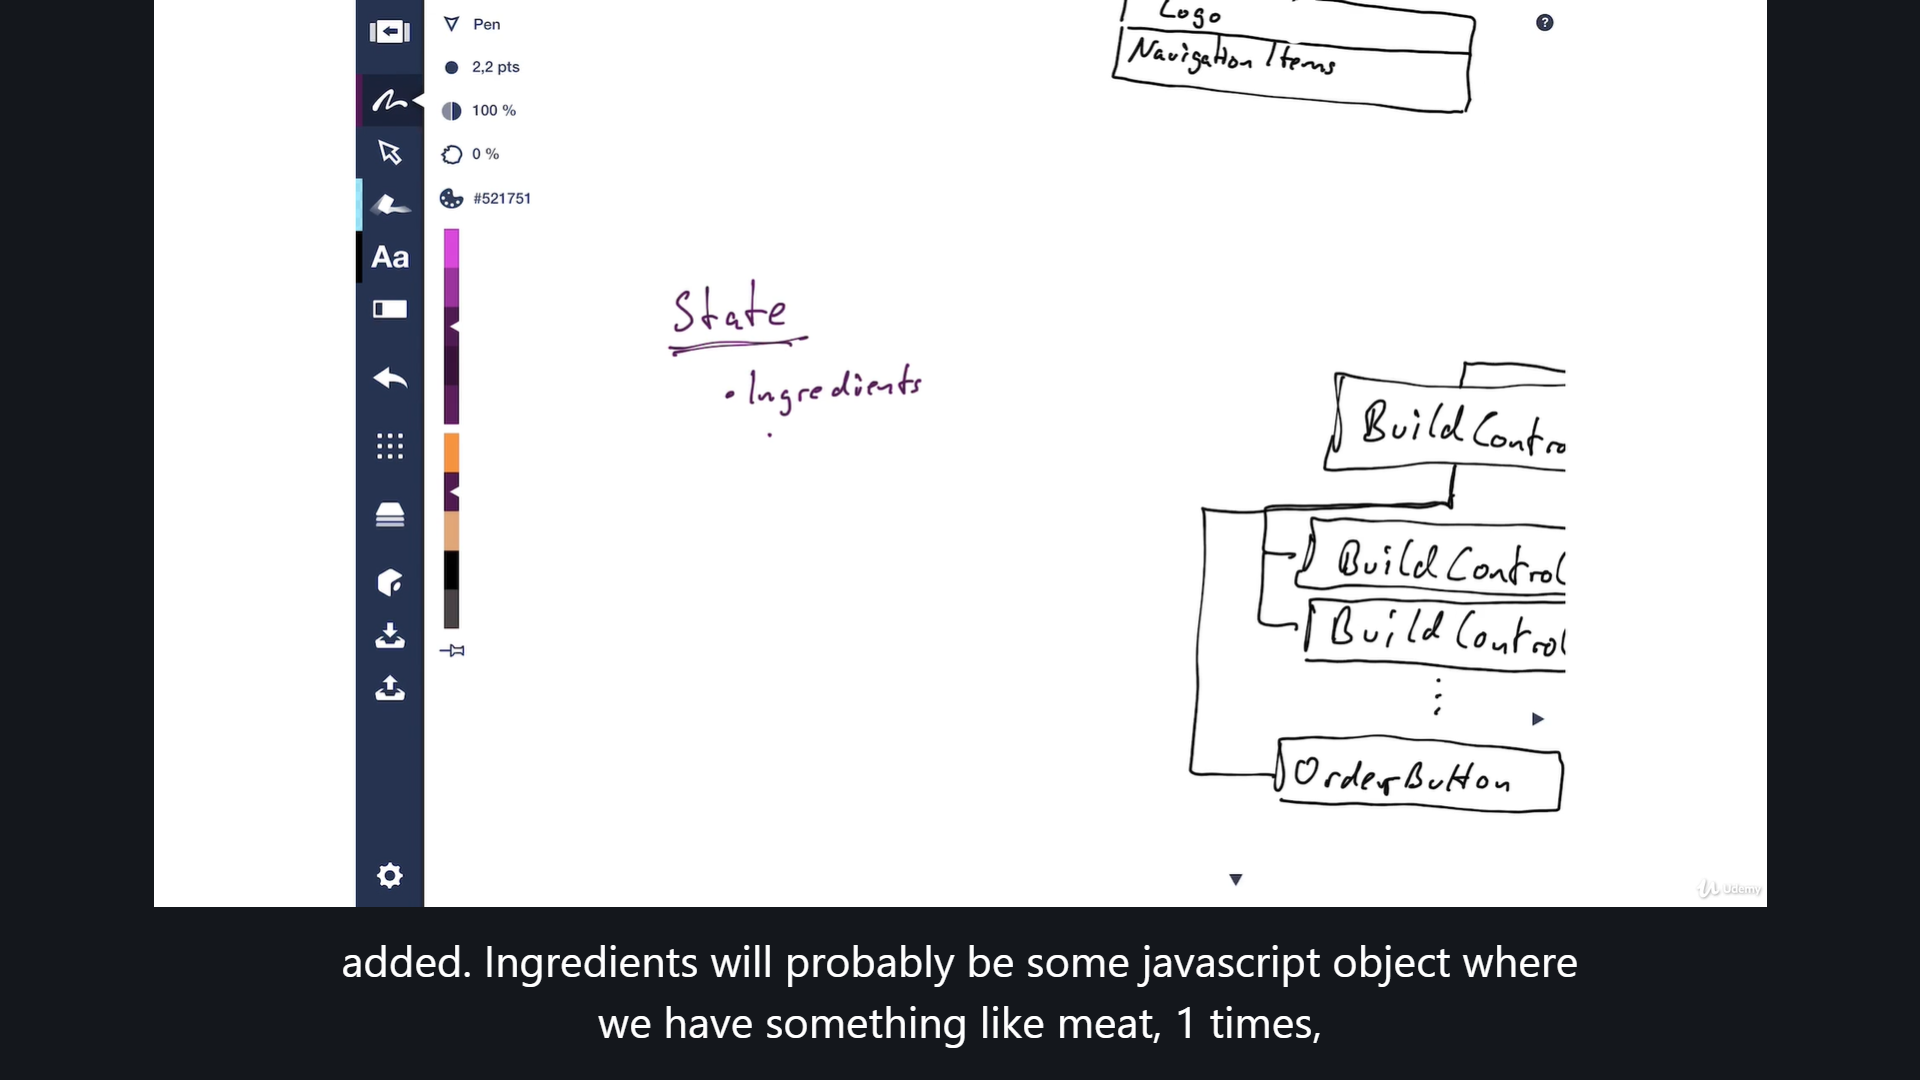 Pen
2,2 pts
100 %
0 %
#521751
Aa
?
Logo
Navigation Items
State
• Ingredients
Build Contro
Build Control
Build Control
OrderButton
Udemy
added. Ingredients will probably be some javascript object where
we have something like meat, 1 times,